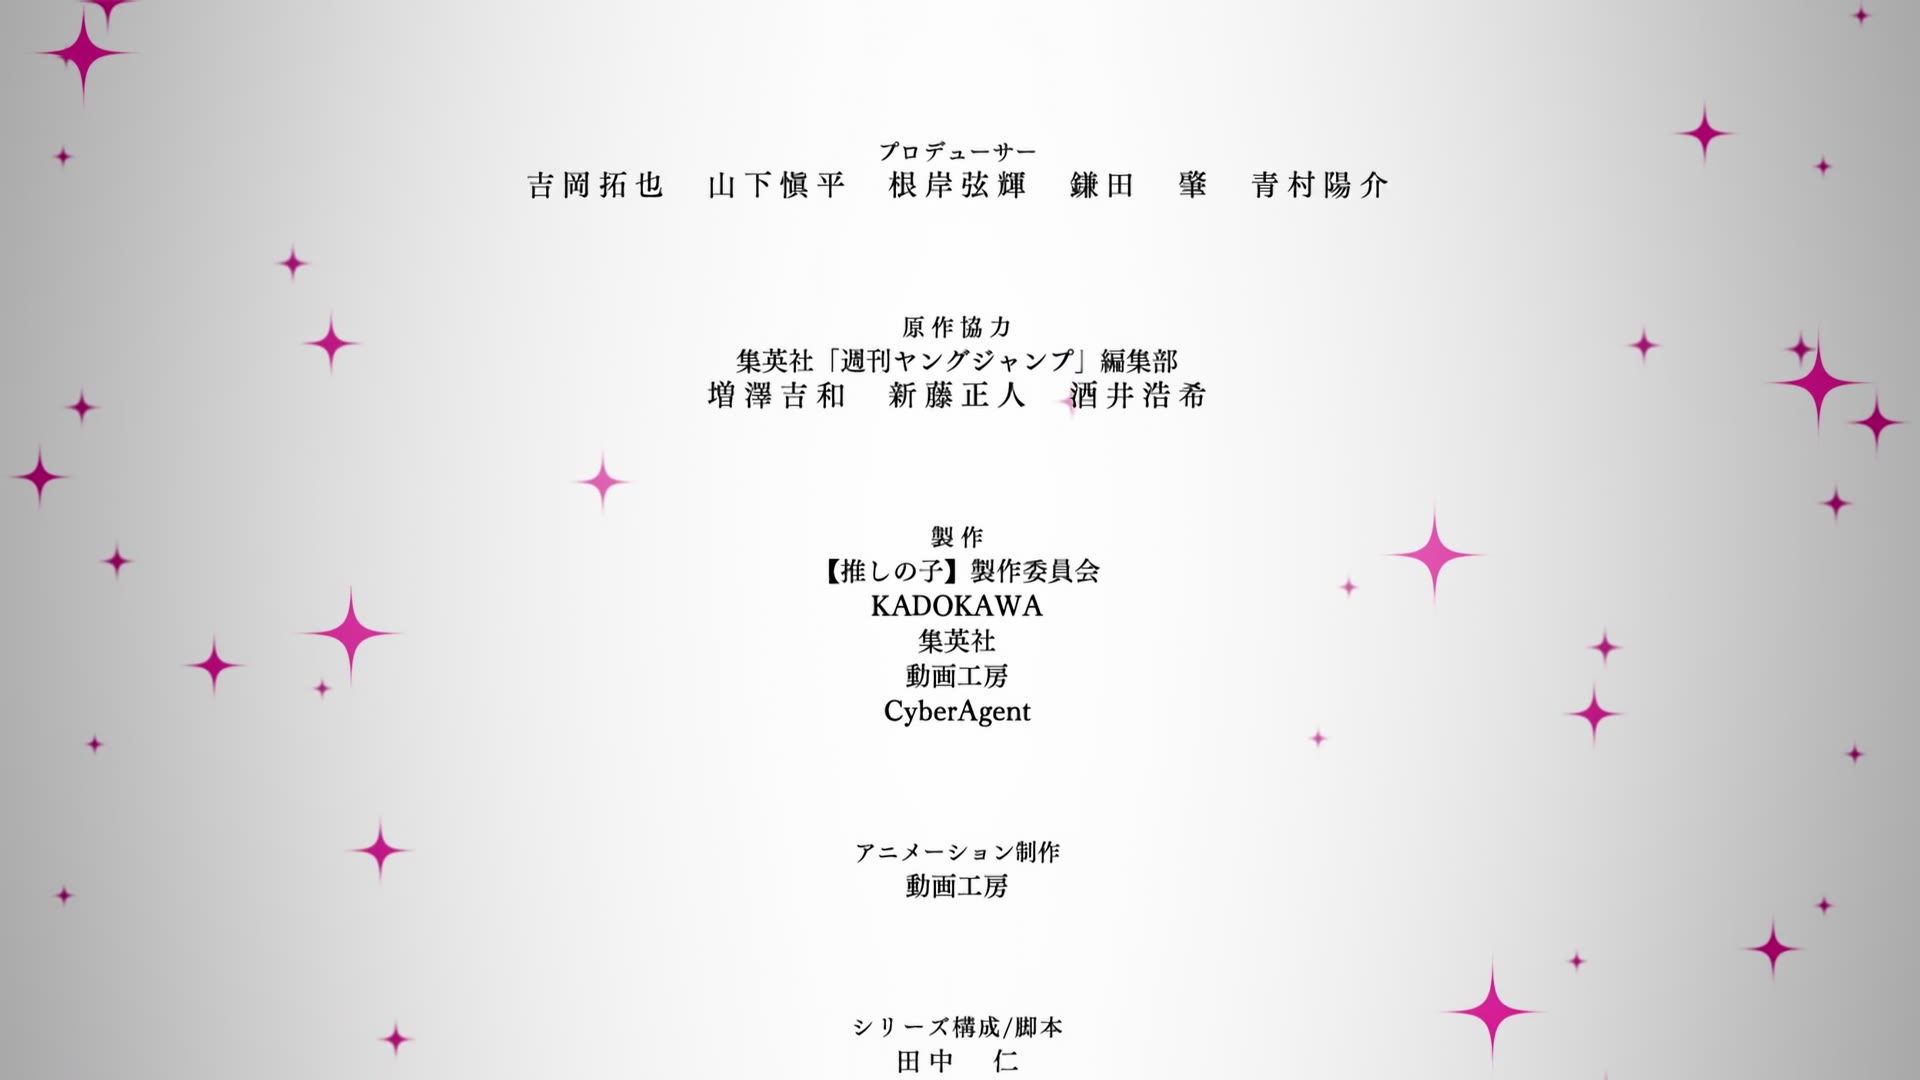 プロデューサー
吉岡拓也　山下愼平　根岸弦輝　鎌田　肇　青村陽介
原作協力
集英社「週刊ヤングジャンプ」編集部
増澤吉和　新藤正人　酒井浩希
製作
【推しの子】製作委員会
KADOKAWA
集英社
動画工房
CyberAgent
アニメーション制作
動画工房
シリーズ構成/脚本
田中　仁